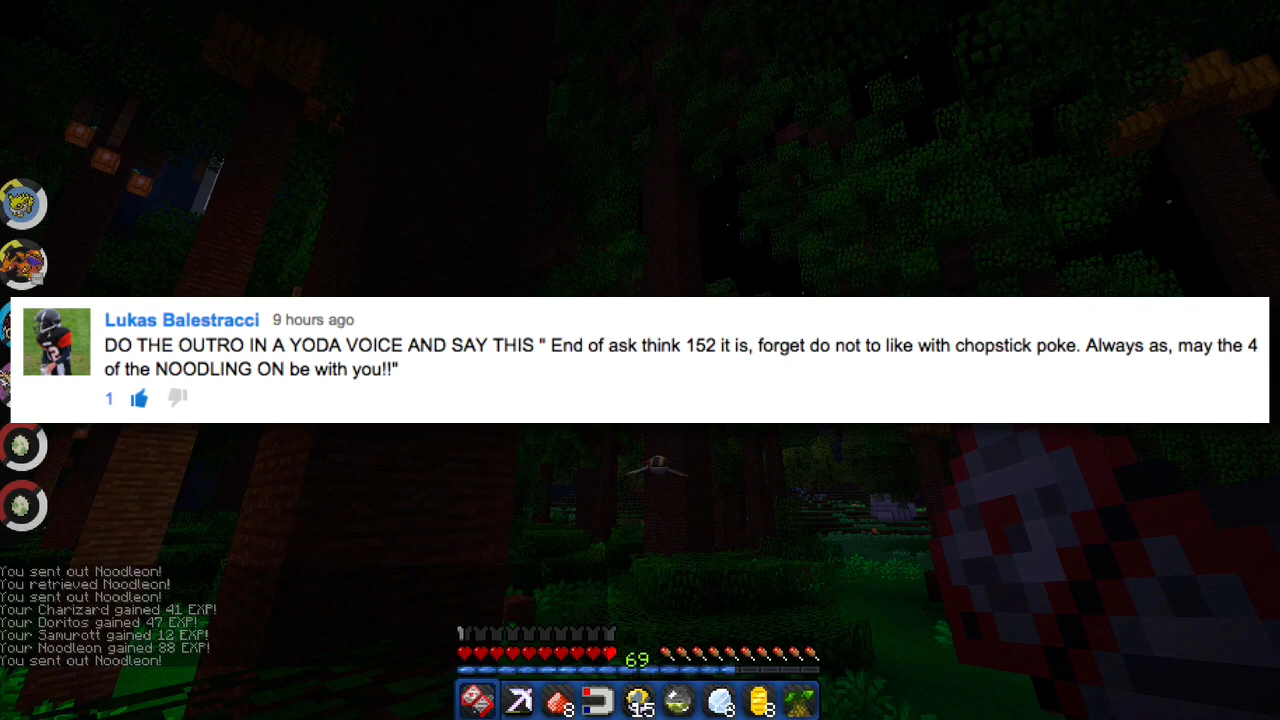 Lukas Balestracci 9 hours ago
DO THE OUTRO IN A YODA VOICE AND SAY THIS " End of ask think 152 it is, forget do not to like with chopstick poke. Always as, may the 4
of the NOODLING ON be with you!!"
1
You sent out Noodleon!
You retrieved Noodleon!
You sent out Noodleon!
Your Charizard gained 41 EXP!
Your Doritos gained 47 EXP!
Your Samurott gained 12 EXP!
Your Noodleon gained 88 EXP!
You sent out Noodleon!
69
8 15 8 8